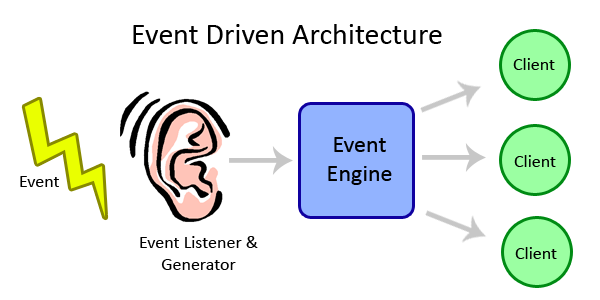 Event Driven Architecture
Event
Event Listener &
Generator
Event
Engine
Client
Client
Client